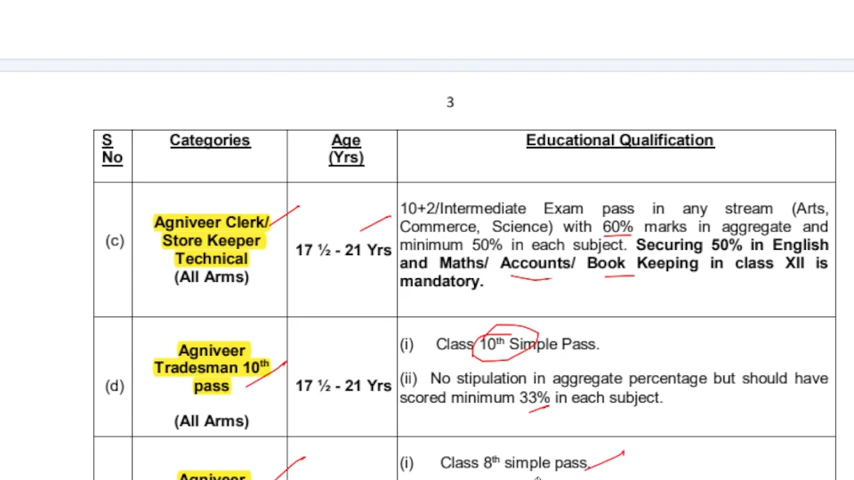 3
S No
Categories
Age (Yrs)
Educational Qualification
(c)
Agniveer Clerk/
Store Keeper
Technical
(All Arms)
17 ½ - 21 Yrs
10+2/Intermediate Exam pass in any stream (Arts,
Commerce, Science) with 60% marks in aggregate and
minimum 50% in each subject. Securing 50% in English
and Maths/ Accounts/ Book Keeping in class XII is
mandatory.
(d)
Agniveer
Tradesman 10th
pass
(All Arms)
17 ½ - 21 Yrs
(i) Class 10th Simple Pass.
(ii) No stipulation in aggregate percentage but should have
scored minimum 33% in each subject.
Agniveer
(i) Class 8th simple pass.